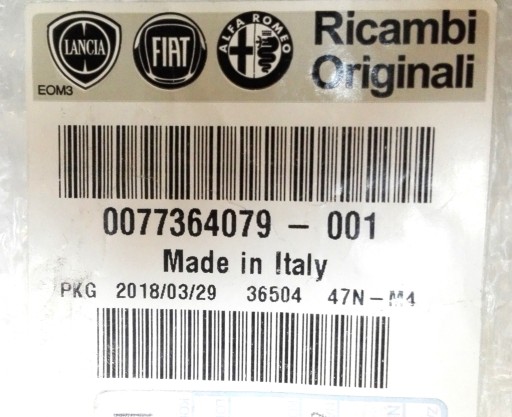 LANCIA FIAT ALFA ROMEO Ricambi
Originali
EOM3
0077364079 - 001
Made in Italy
PKG 2018/03/29 36504 47N-M4